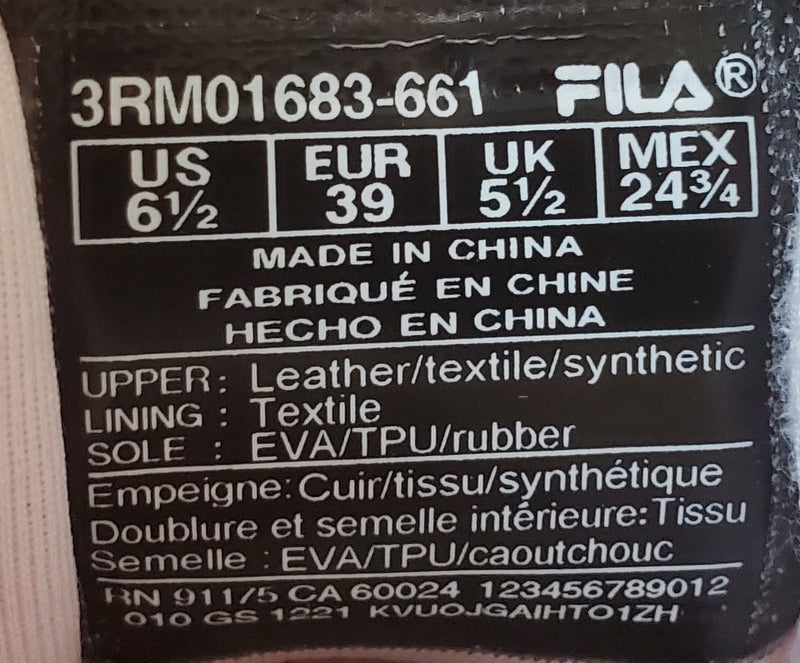 3RM01683-661 FILA®
US EUR UK MEX
6½ 39 5½ 24¾
MADE IN CHINA
FABRIQUÉ EN CHINE
HECHO EN CHINA
UPPER: Leather/textile/synthetic
LINING : Textile
SOLE : EVA/TPU/rubber
Empeigne: Cuir/tissu/synthétique
Doublure et semelle intérieure: Tissu
Semelle : EVA/TPU/caoutchouc
RN 91175 CA 60024 123456789012
010 GS 1221 KVUOJGAIHTO1ZH